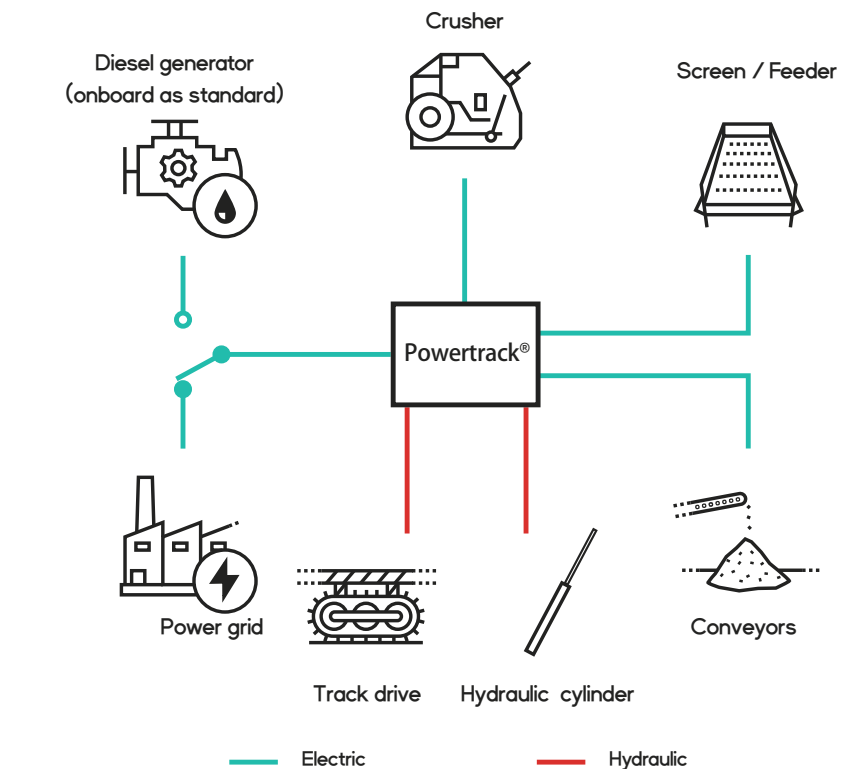 Crusher
Diesel generator
(onboard as standard)
Screen / Feeder
Powertrack®
Power grid
Conveyors
Track drive
Hydraulic cylinder
Electric
Hydraulic